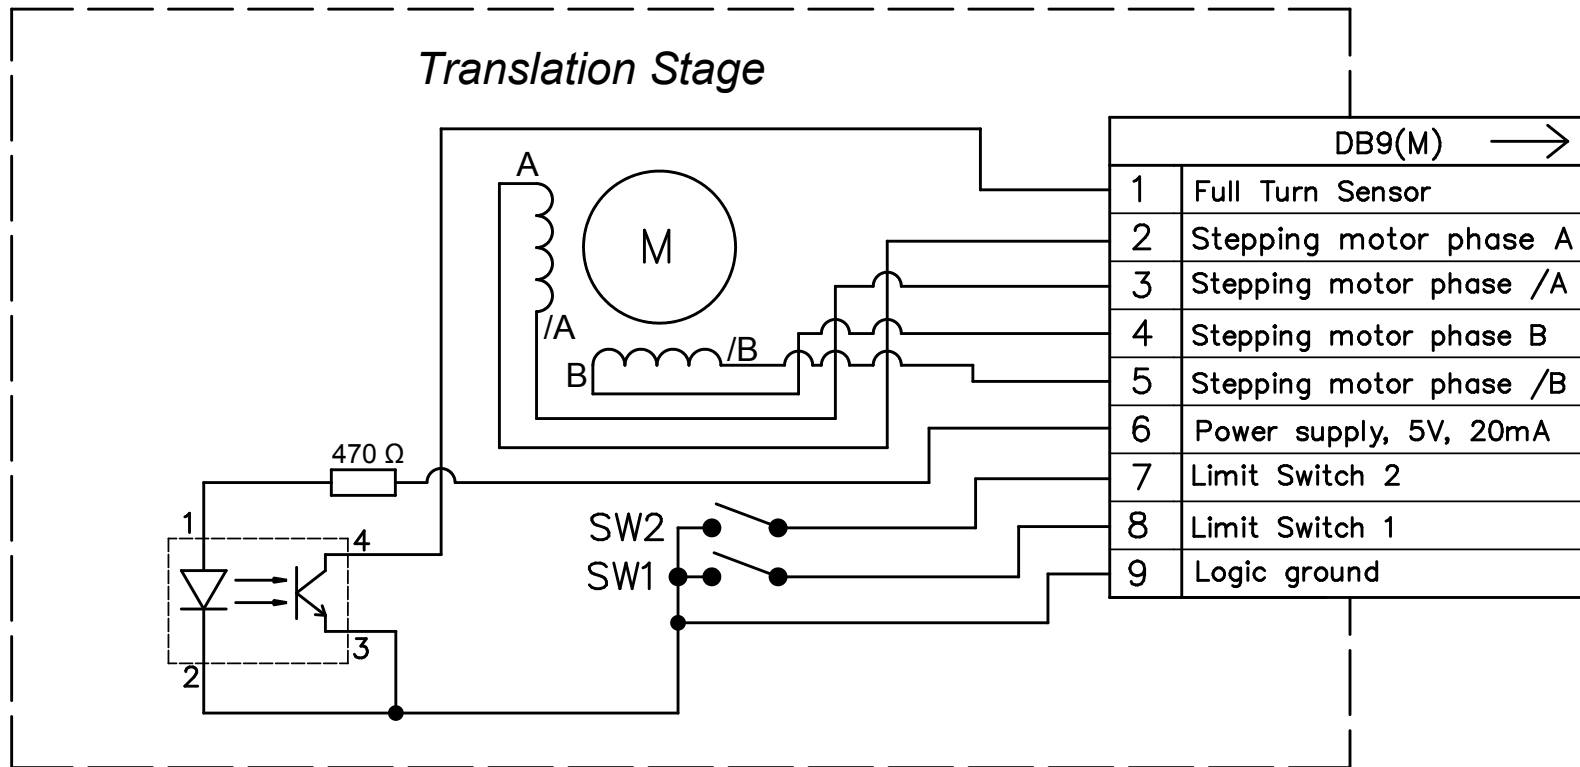 Translation Stage
DB9(M)
1 Full Turn Sensor
2 Stepping motor phase A
3 Stepping motor phase /A
4 Stepping motor phase B
5 Stepping motor phase /B
6 Power supply, 5V, 20mA
7 Limit Switch 2
8 Limit Switch 1
9 Logic ground
A
M
/A
/B
B
470 Ω
1
4
3
2
SW2
SW1